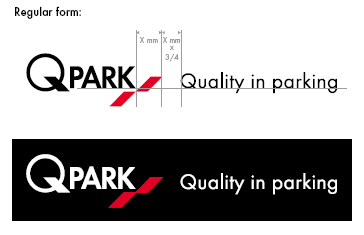 Regular form:
X mm X mm
x
3/4
QPARK Quality in parking
QPARK Quality in parking